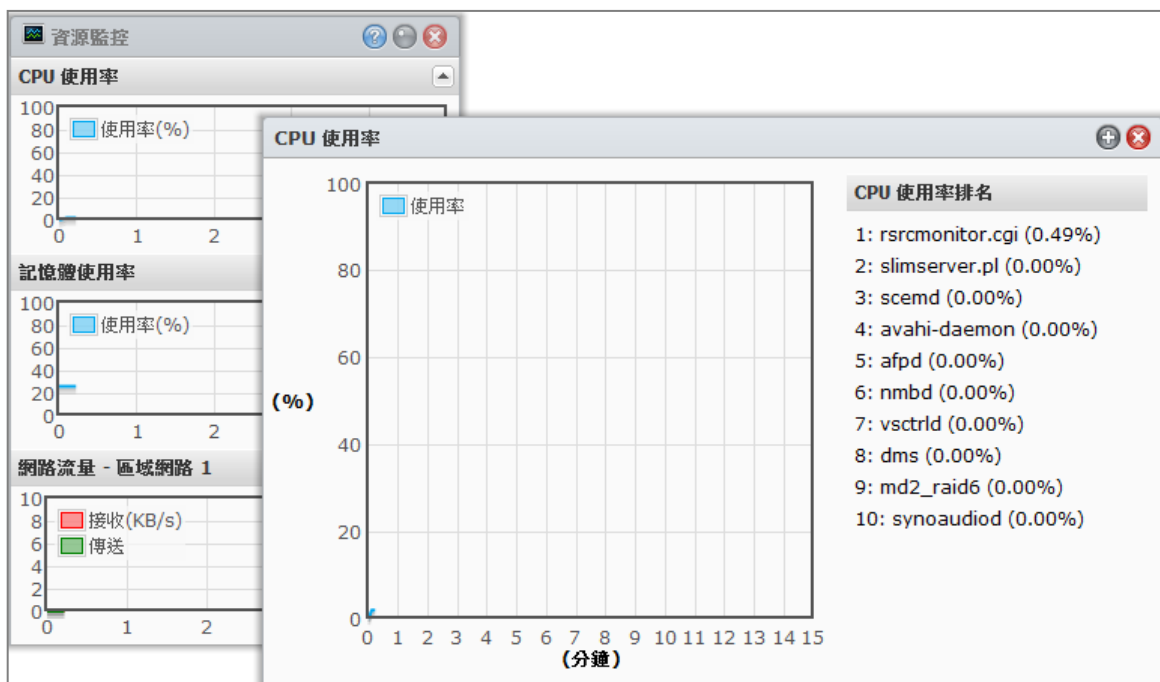 資源監控
CPU 使用率
100
80
60
40
20
0
使用率(%)
0 1 2
記憶體使用率
100
80
60
40
20
0
使用率(%)
0 1 2
網路流量 - 區域網路 1
10
8
6
4
2
0
接收(KB/s)
傳送
0 1 2
CPU 使用率
100
80
60
40
20
0
(%)
使用率
0 1 2 3 4 5 6 7 8 9 10 11 12 13 14 15
(分鐘)
CPU 使用率排名
1: rsrcmonitor.cgi (0.49%)
2: slimserver.pl (0.00%)
3: scemd (0.00%)
4: avahi-daemon (0.00%)
5: afpd (0.00%)
6: nmbd (0.00%)
7: vsctrld (0.00%)
8: dms (0.00%)
9: md2_raid6 (0.00%)
10: synoaudiod (0.00%)